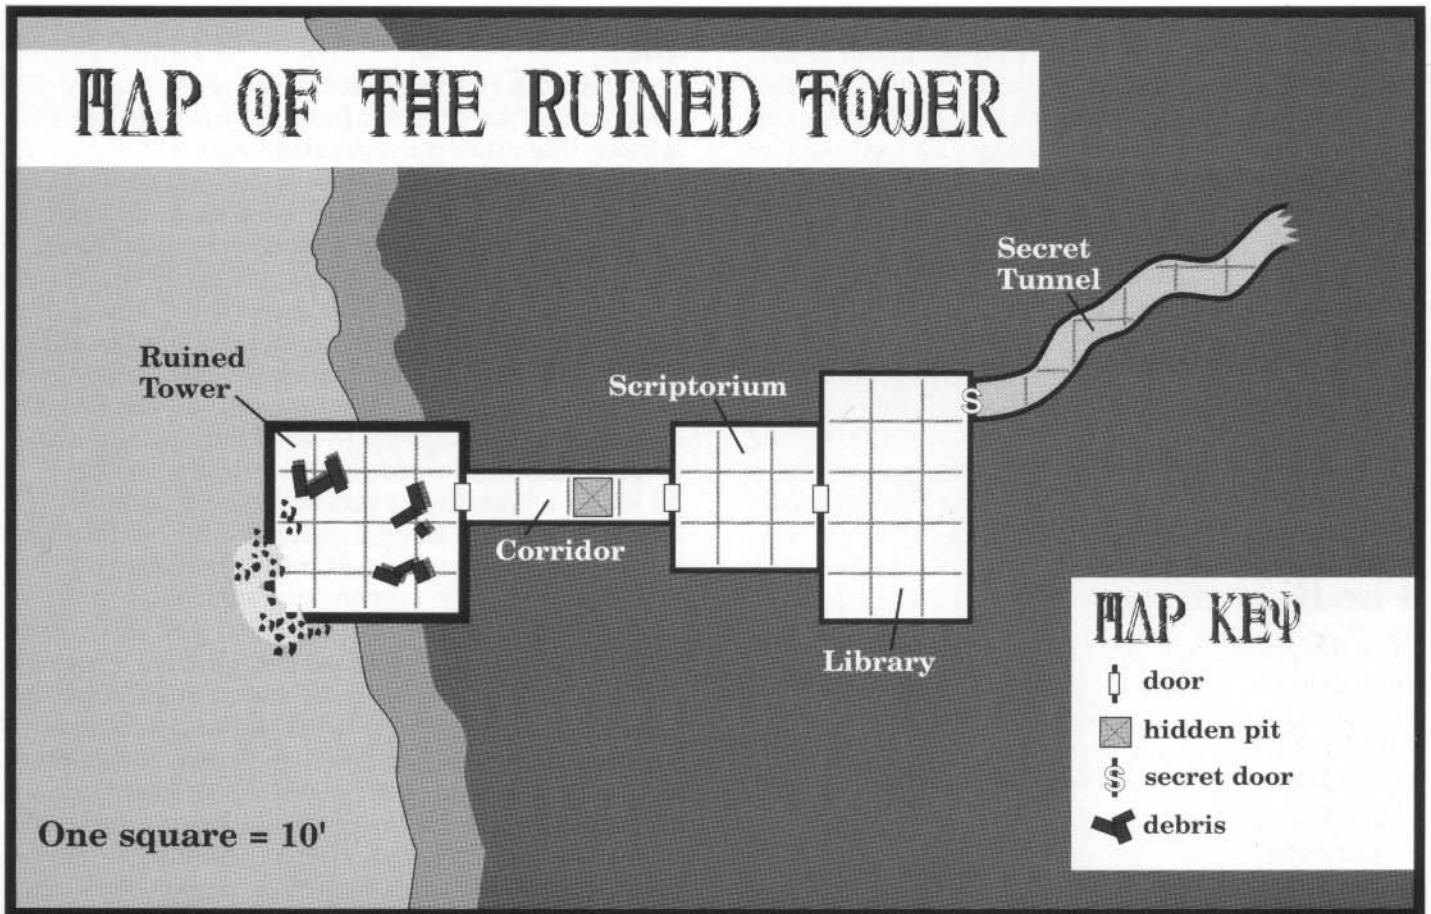 MAP OF THE RUINED TOWER
Secret
Tunnel
Ruined
Tower
Scriptorium
S
Corridor
Library
One square = 10'
MAP KEY
door
hidden pit
S secret door
debris